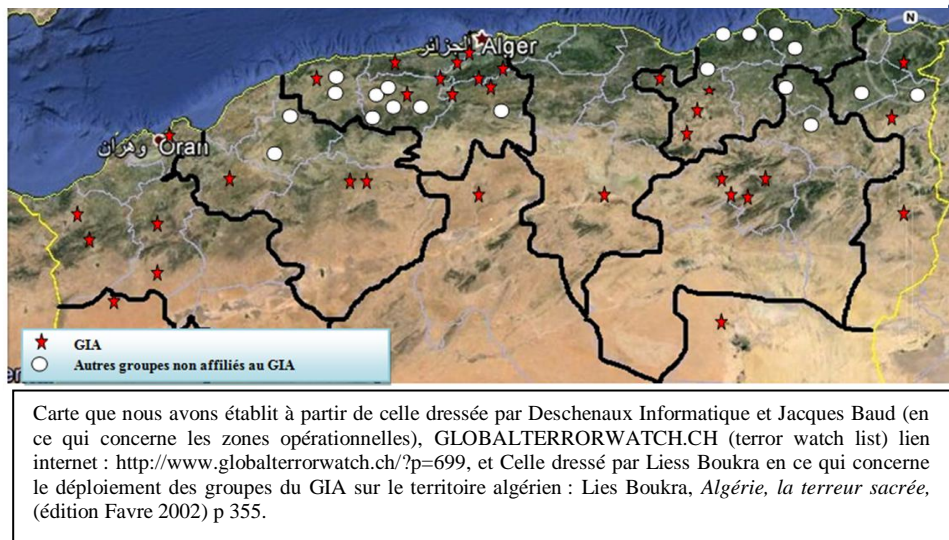 N
الجزائر Alger
وهران Oran
GIA
Autres groupes non affiliés au GIA
Carte que nous avons établit à partir de celle dressée par Deschenaux Informatique et Jacques Baud (en
ce qui concerne les zones opérationnelles), GLOBALTERRORWATCH.CH (terror watch list) lien
internet : http://www.globalterrorwatch.ch/?p=699, et Celle dressé par Liess Boukra en ce qui concerne
le déploiement des groupes du GIA sur le territoire algérien : Lies Boukra, Algérie, la terreur sacrée,
(édition Favre 2002) p 355.